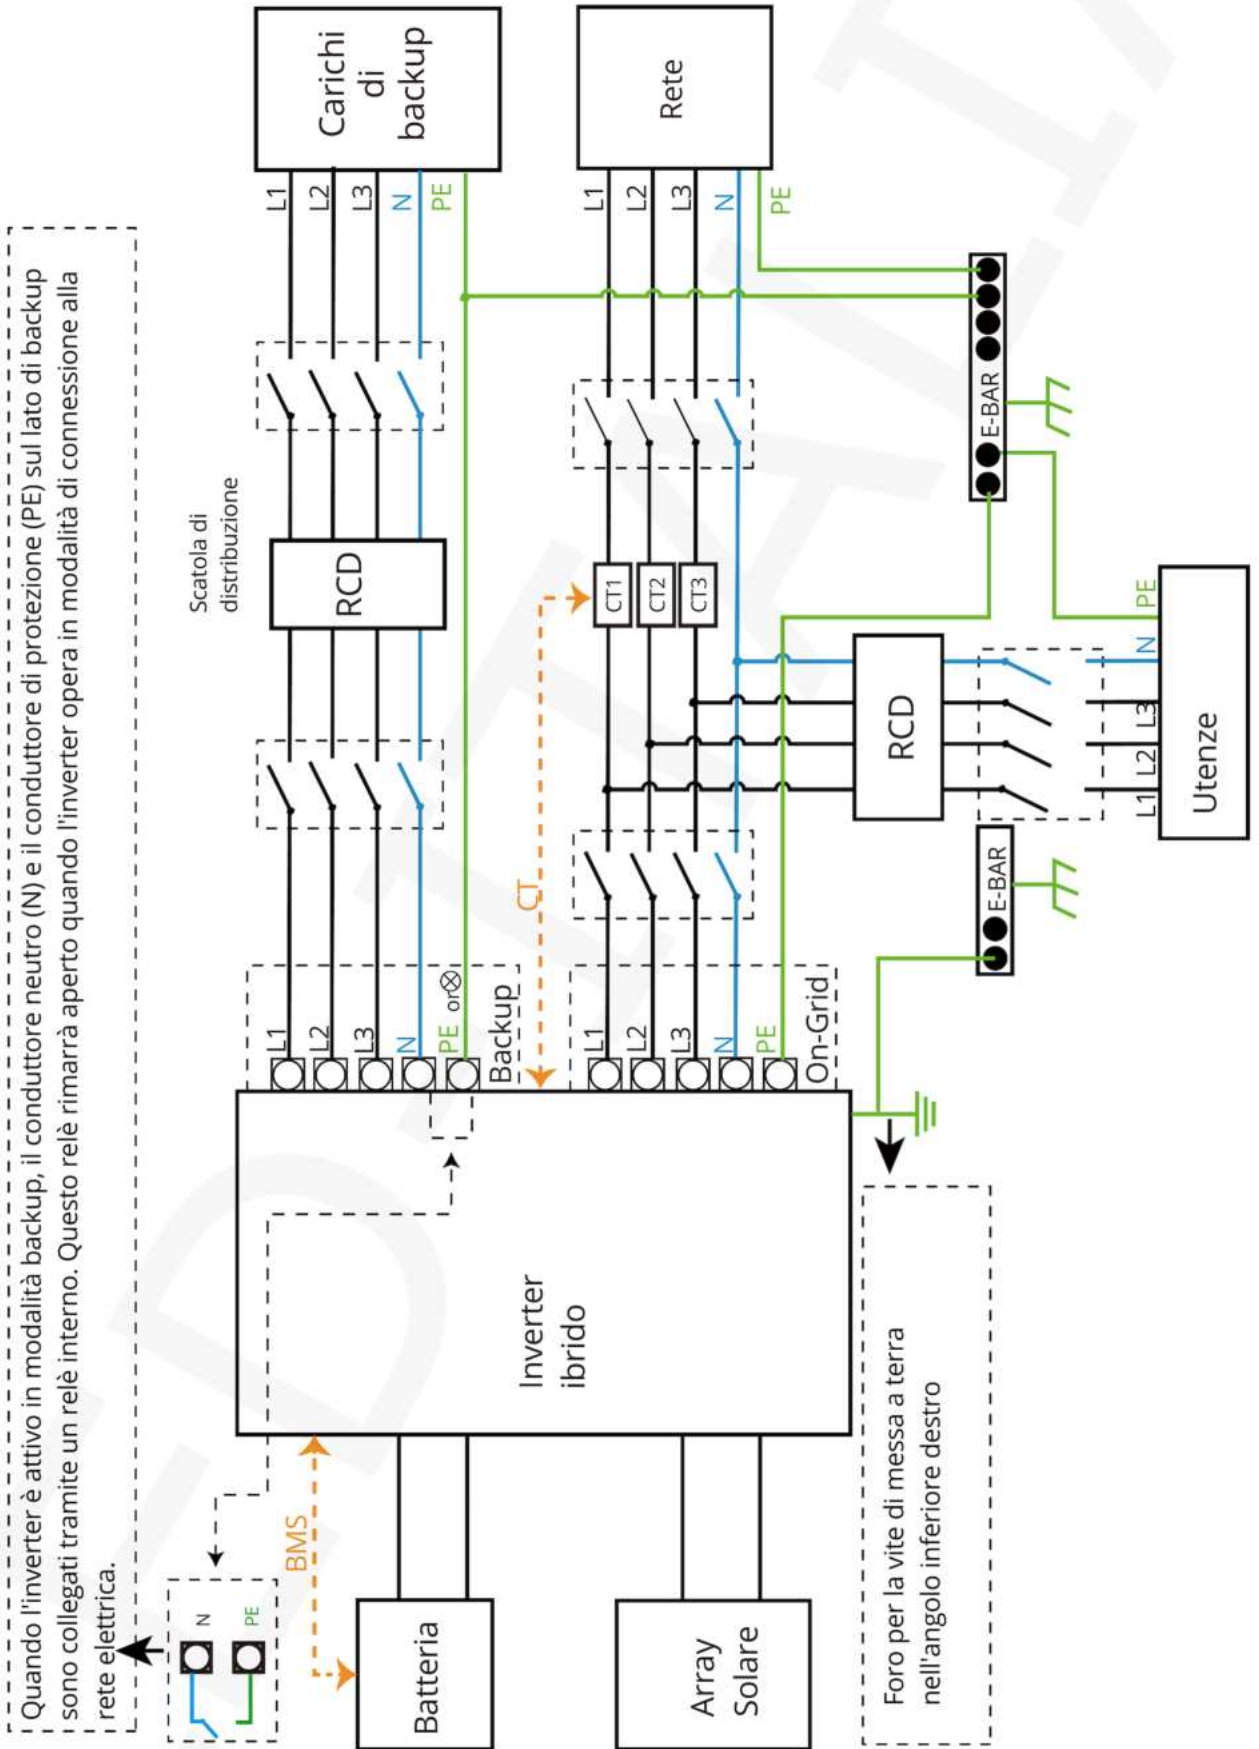 Quando l'inverter è attivo in modalità backup, il conduttore neutro (N) e il conduttore di protezione (PE) sul lato di backup
sono collegati tramite un relè interno. Questo relè rimarrà aperto quando l'inverter opera in modalità di connessione alla
rete elettrica.
N
PE
BMS
Batteria
Array
Solare
Inverter
ibrido
Foro per la vite di messa a terra
nell'angolo inferiore destro
L1
L2
L3
N
PE or
Backup
CT
L1
L2
L3
N
PE
On-Grid
E-BAR
Scatola di
distribuzione
RCD
CT1
CT2
CT3
RCD
L1
L2
L3
N
PE
Utenze
E-BAR
L1
L2
L3
N
PE
Carichi
di
backup
L1
L2
L3
N
PE
Rete